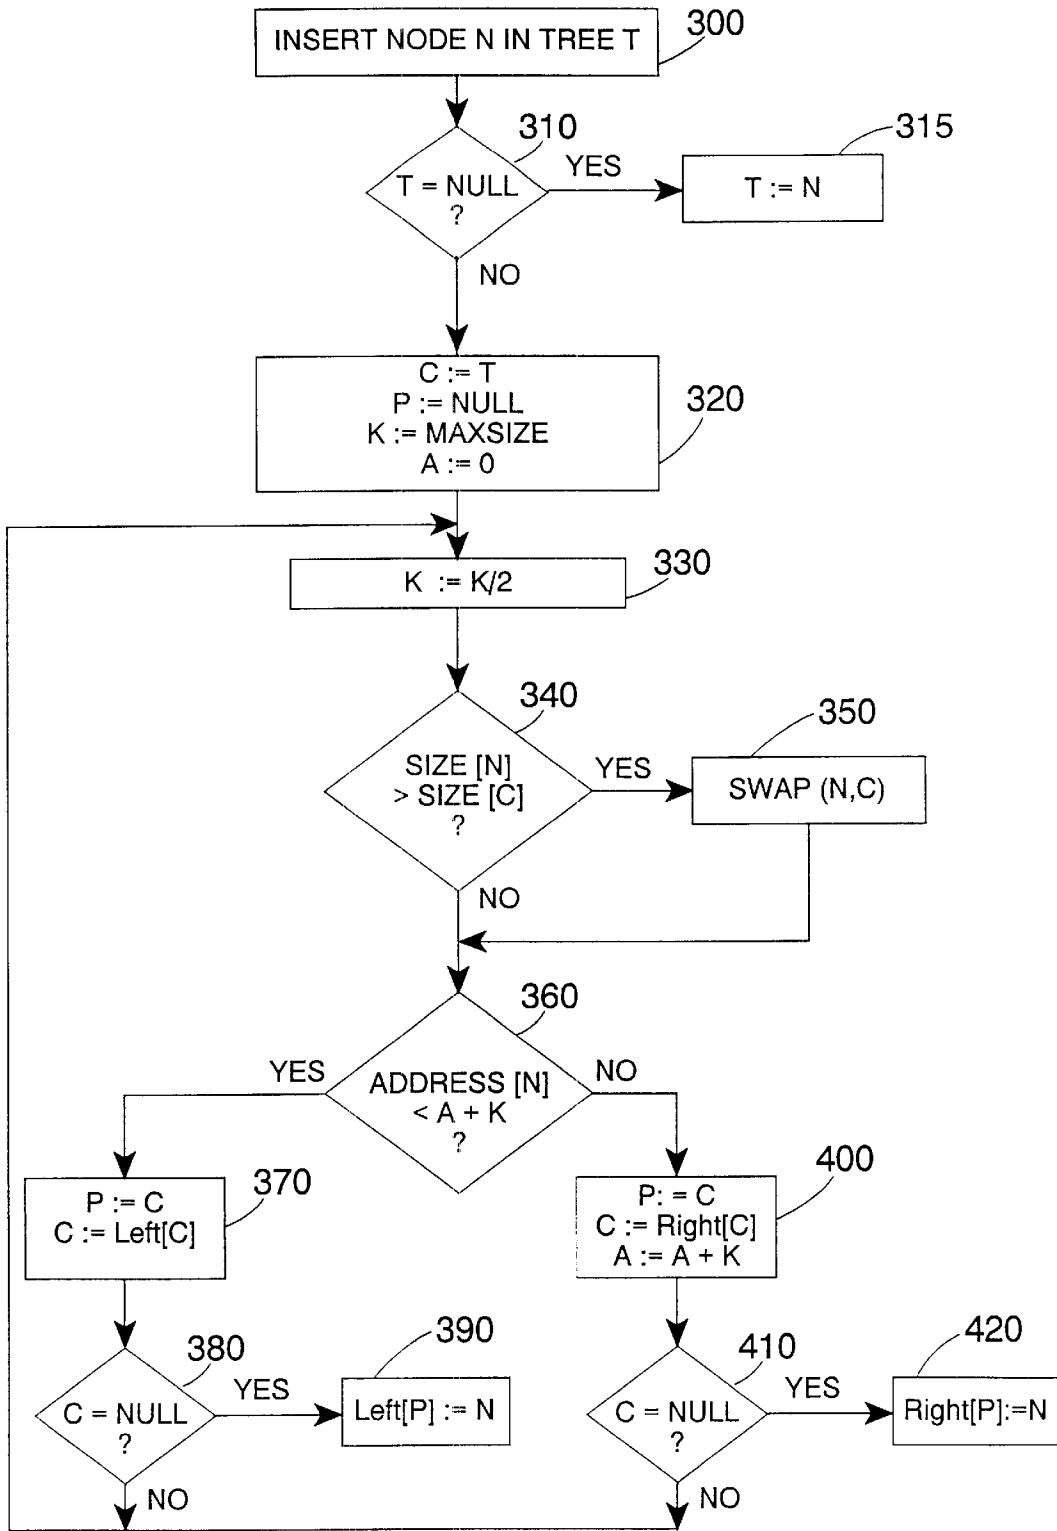 INSERT NODE N IN TREE T
300
310
T = NULL
?
YES
315
T := N
NO
C := T
P := NULL
K := MAXSIZE
A := 0
320
K := K/2
330
340
SIZE [N]
> SIZE [C]
?
YES
350
SWAP (N,C)
NO
360
ADDRESS [N]
< A + K
?
YES
NO
P := C
C := Left[C]
370
P: = C
C := Right[C]
A := A + K
400
380
C = NULL
?
YES
390
Left[P] := N
NO
410
C = NULL
?
YES
420
Right[P]:=N
NO